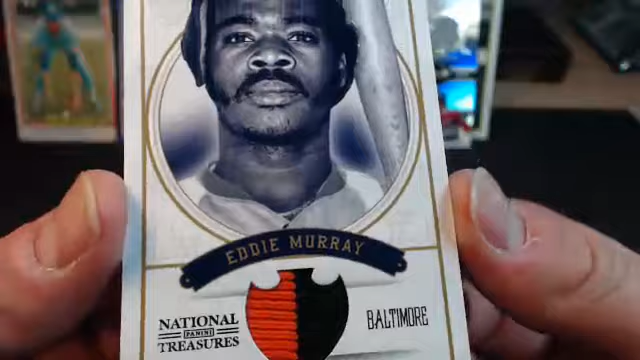 EDDIE MURRAY
NATIONAL
PANINI
TREASURES
BALTIMORE